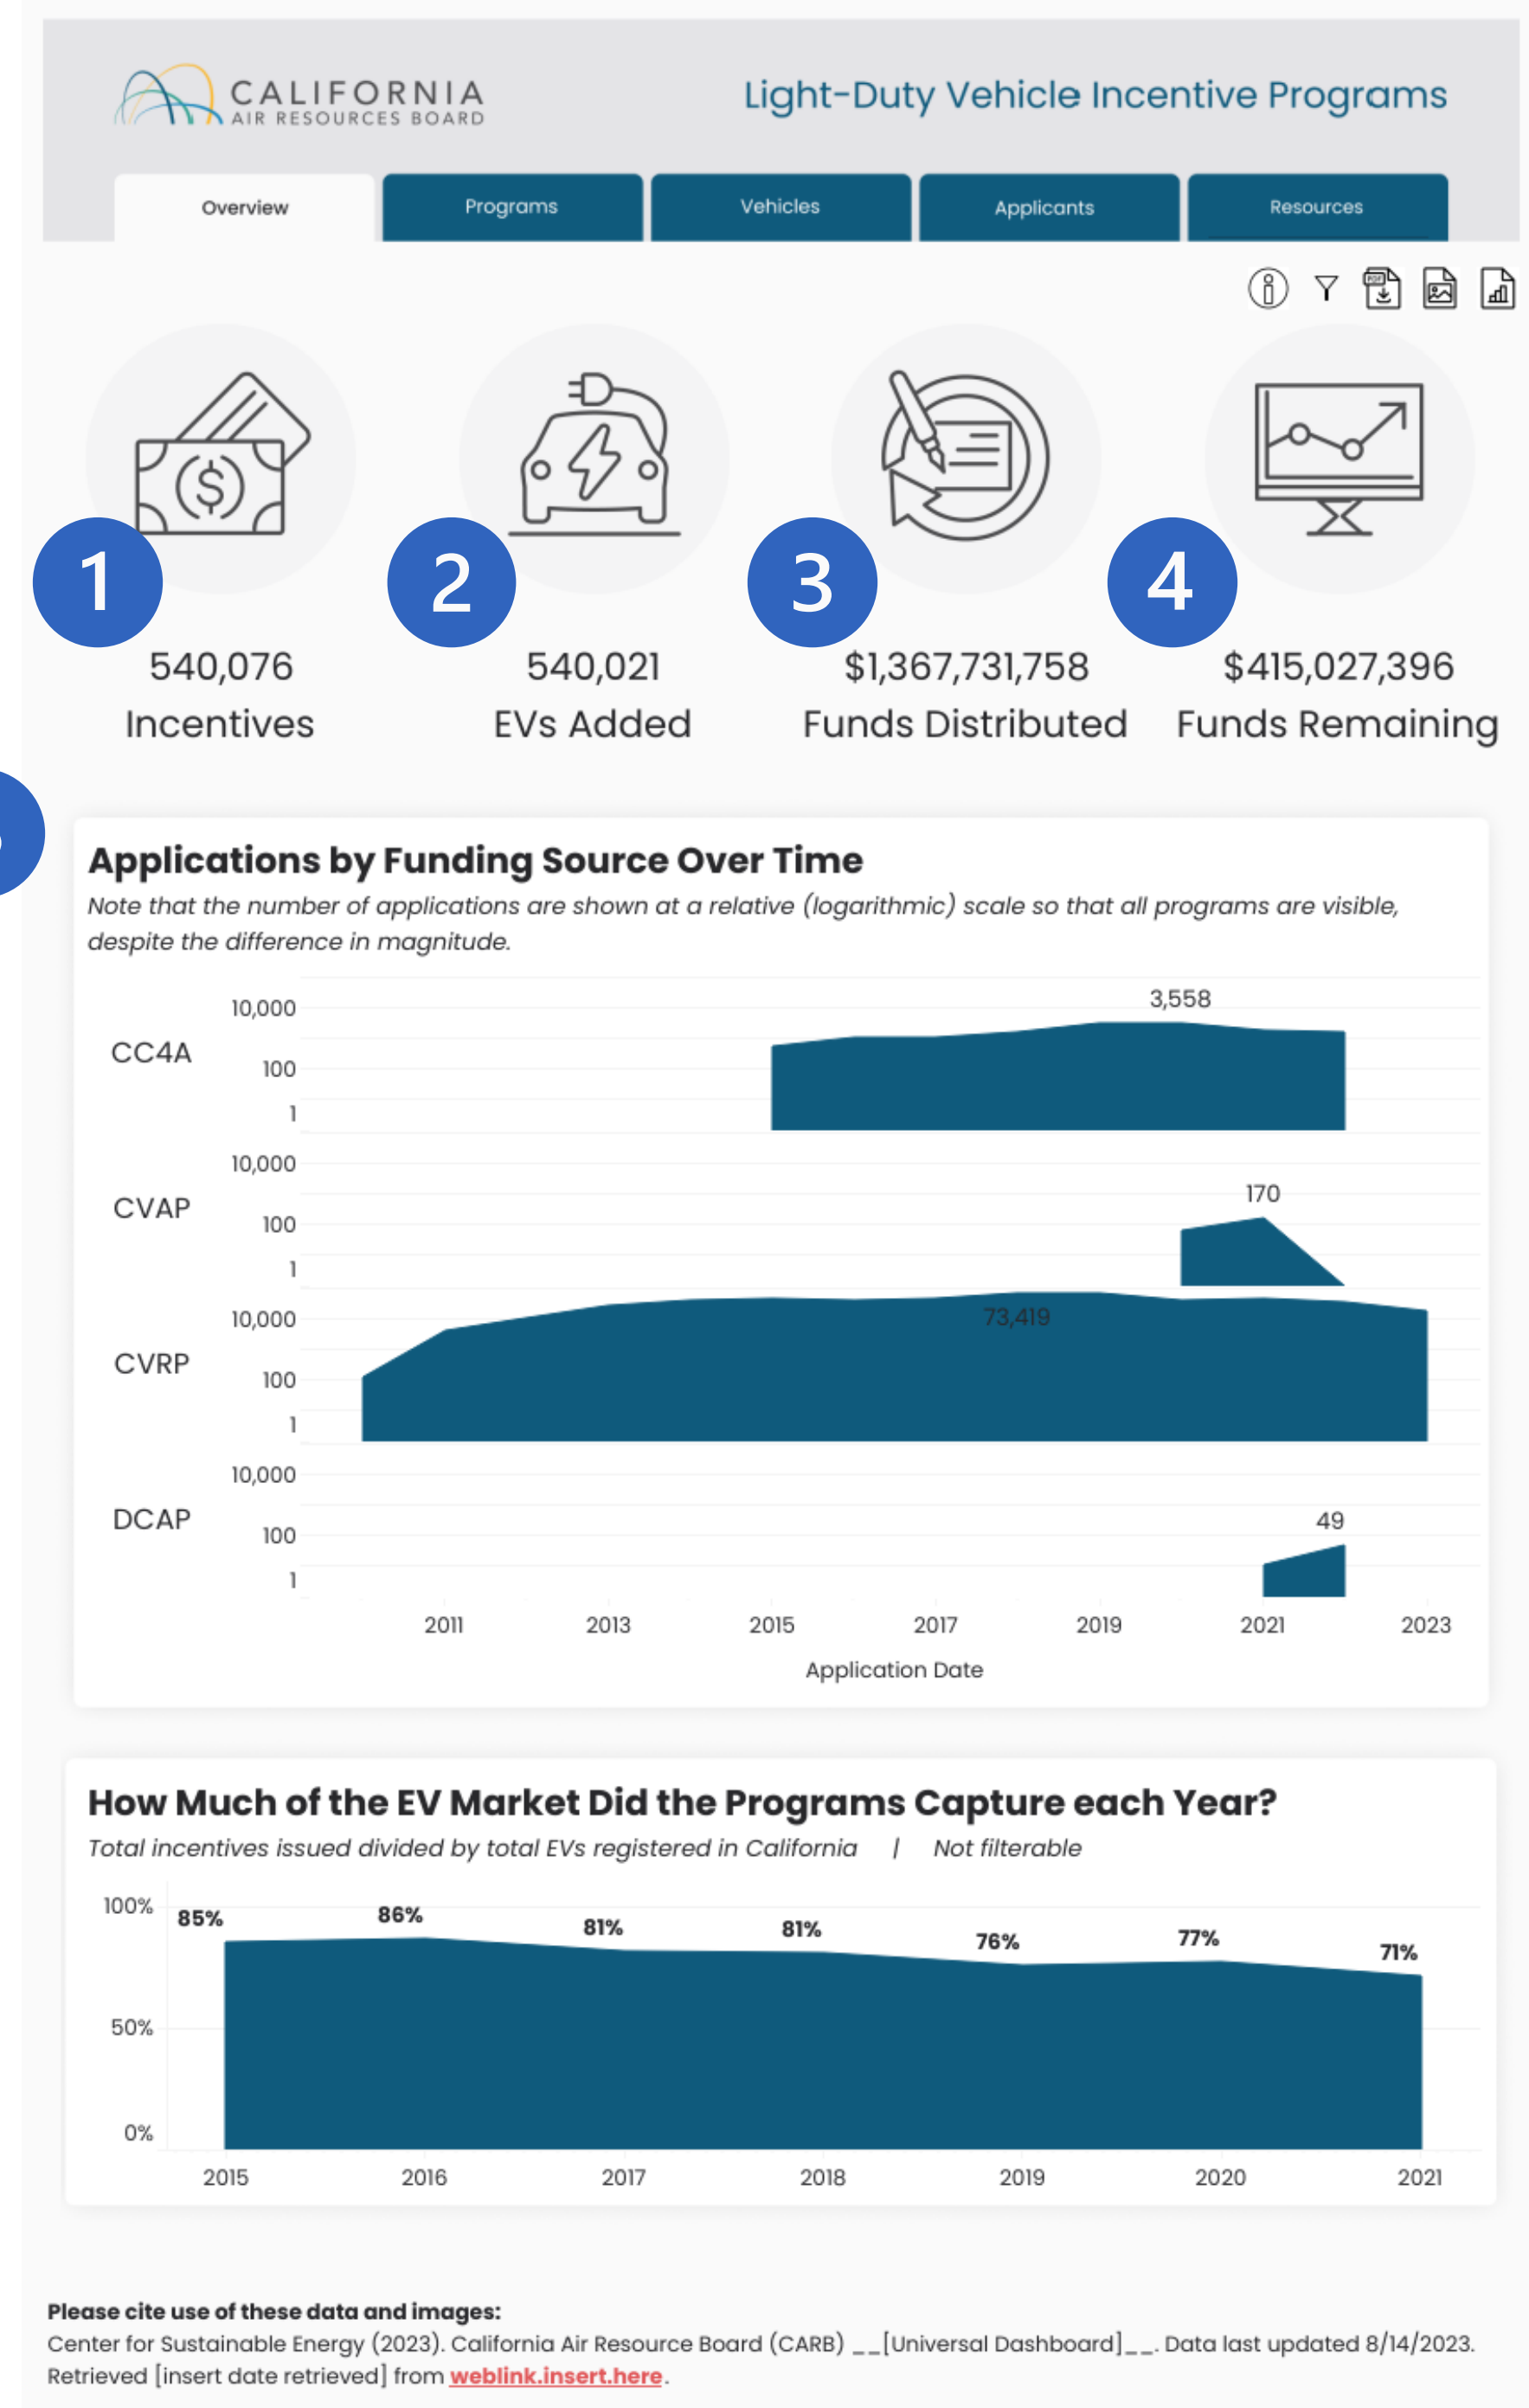 CALIFORNIA
AIR RESOURCES BOARD
Light-Duty Vehicle Incentive Programs
Overview
Programs
Vehicles
Applicants
Resources
PDF
$
1
2
3
4
540,076
540,021
$1,367,731,758
$415,027,396
Incentives
EVs Added
Funds Distributed
Funds Remaining
Applications by Funding Source Over Time
Note that the number of applications are shown at a relative (logarithmic) scale so that all programs are visible,
despite the difference in magnitude.
CC4A
10,000
100
1
3,558
CVAP
10,000
100
1
170
CVRP
10,000
100
1
73,419
DCAP
10,000
100
1
49
2011 2013 2015 2017 2019 2021 2023
Application Date
How Much of the EV Market Did the Programs Capture each Year?
Total incentives issued divided by total EVs registered in California | Not filterable
100%
50%
0%
85% 86% 81% 81% 76% 77% 71%
2015 2016 2017 2018 2019 2020 2021
Please cite use of these data and images:
Center for Sustainable Energy (2023). California Air Resource Board (CARB) __[Universal Dashboard]__. Data last updated 8/14/2023.
Retrieved [insert date retrieved] from weblink.insert.here.